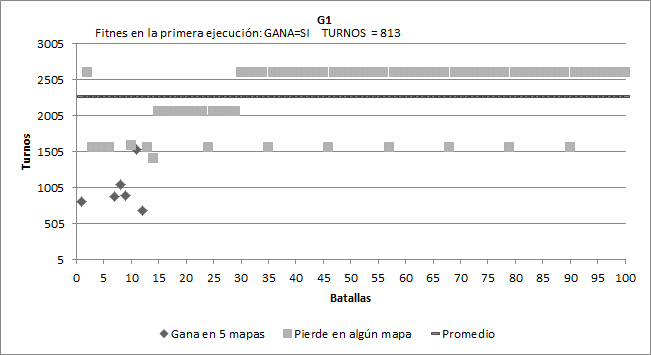 G1
Fitnes en la primera ejecución: GANA=SI TURNOS = 813
3005
2505
2005
1505
1005
505
5
Turnos
0 5 10 15 20 25 30 35 40 45 50 55 60 65 70 75 80 85 90 95 100
Batallas
Gana en 5 mapas Pierde en algún mapa Promedio